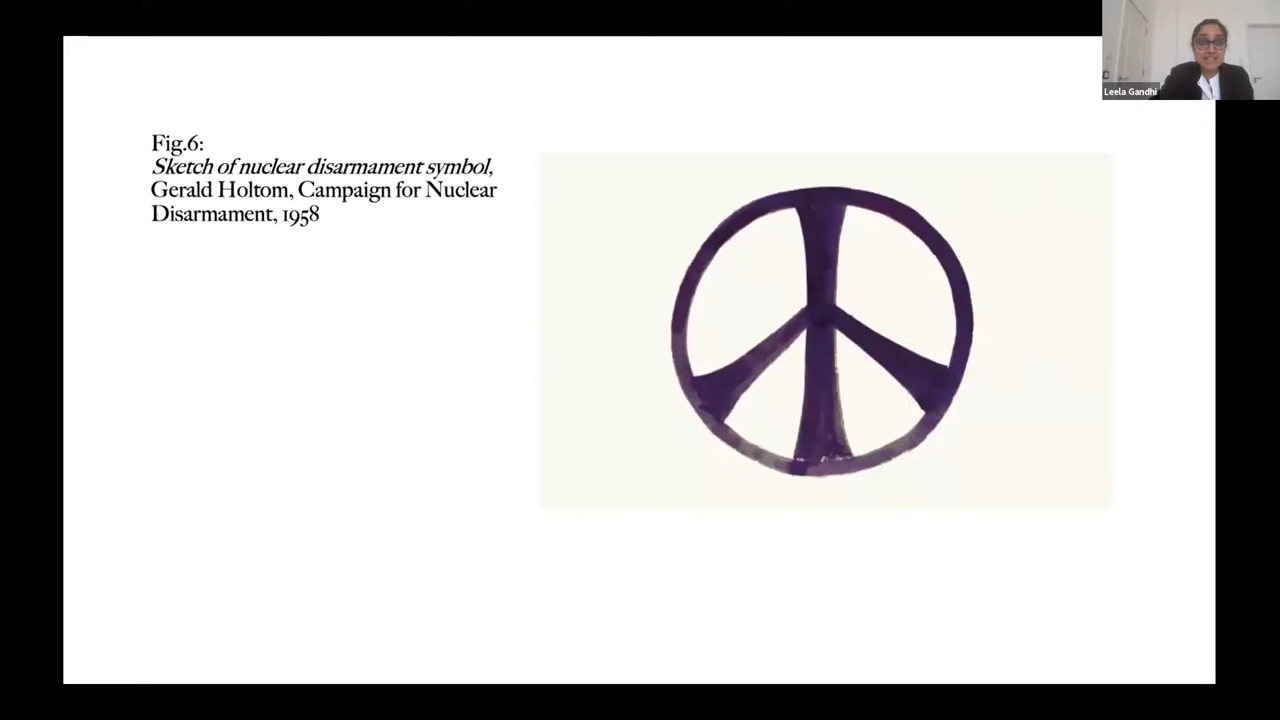 Fig.6:
Sketch of nuclear disarmament symbol,
Gerald Holtom, Campaign for Nuclear
Disarmament, 1958
Leela Gandhi